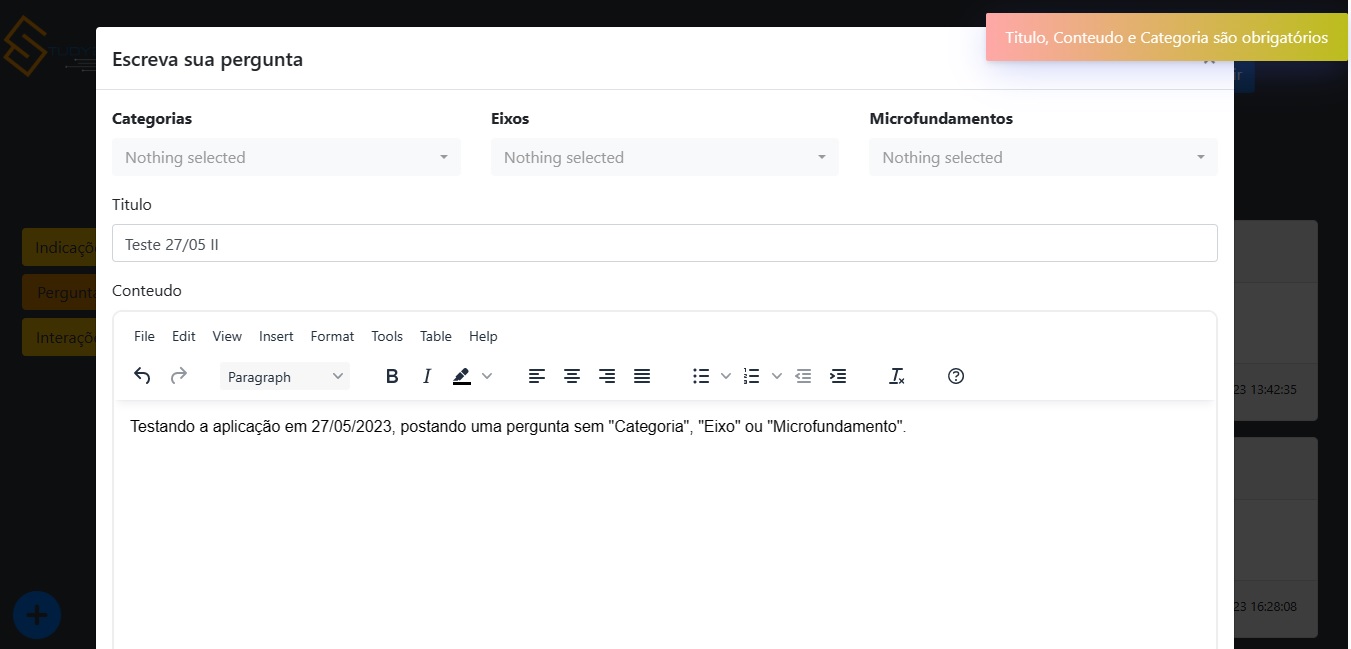 Titulo, Conteudo e Categoria são obrigatórios
Escreva sua pergunta
Categorias
Eixos
Microfundamentos
Nothing selected
Nothing selected
Nothing selected
Titulo
Teste 27/05 II
Conteudo
File Edit View Insert Format Tools Table Help
Paragraph
B I
Testando a aplicação em 27/05/2023, postando uma pergunta sem "Categoria", "Eixo" ou "Microfundamento".
Indicaçõ
Pergunta
Interaçõ
23 13:42:35
23 16:28:08